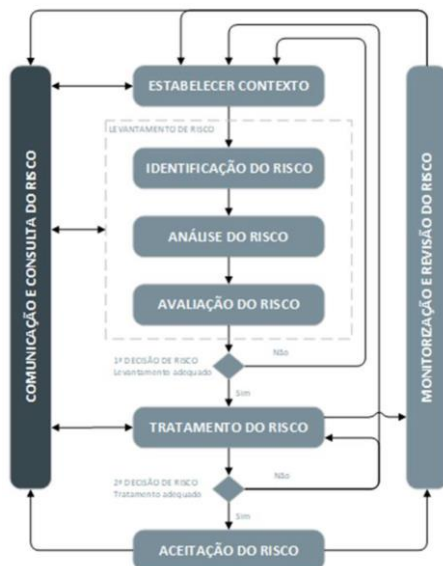 ESTABELECER CONTEXTO
LEVANTAMENTO DE RISCO
IDENTIFICAÇÃO DO RISCO
ANÁLISE DO RISCO
AVALIAÇÃO DO RISCO
1ª DECISÃO DE RISCO
Levantamento adequado
Não
Sim
TRATAMENTO DO RISCO
2ª DECISÃO DE RISCO
Tratamento adequado
Não
Sim
ACEITAÇÃO DO RISCO
COMUNICAÇÃO E CONSULTA DO RISCO
MONITORIZAÇÃO E REVISÃO DO RISCO